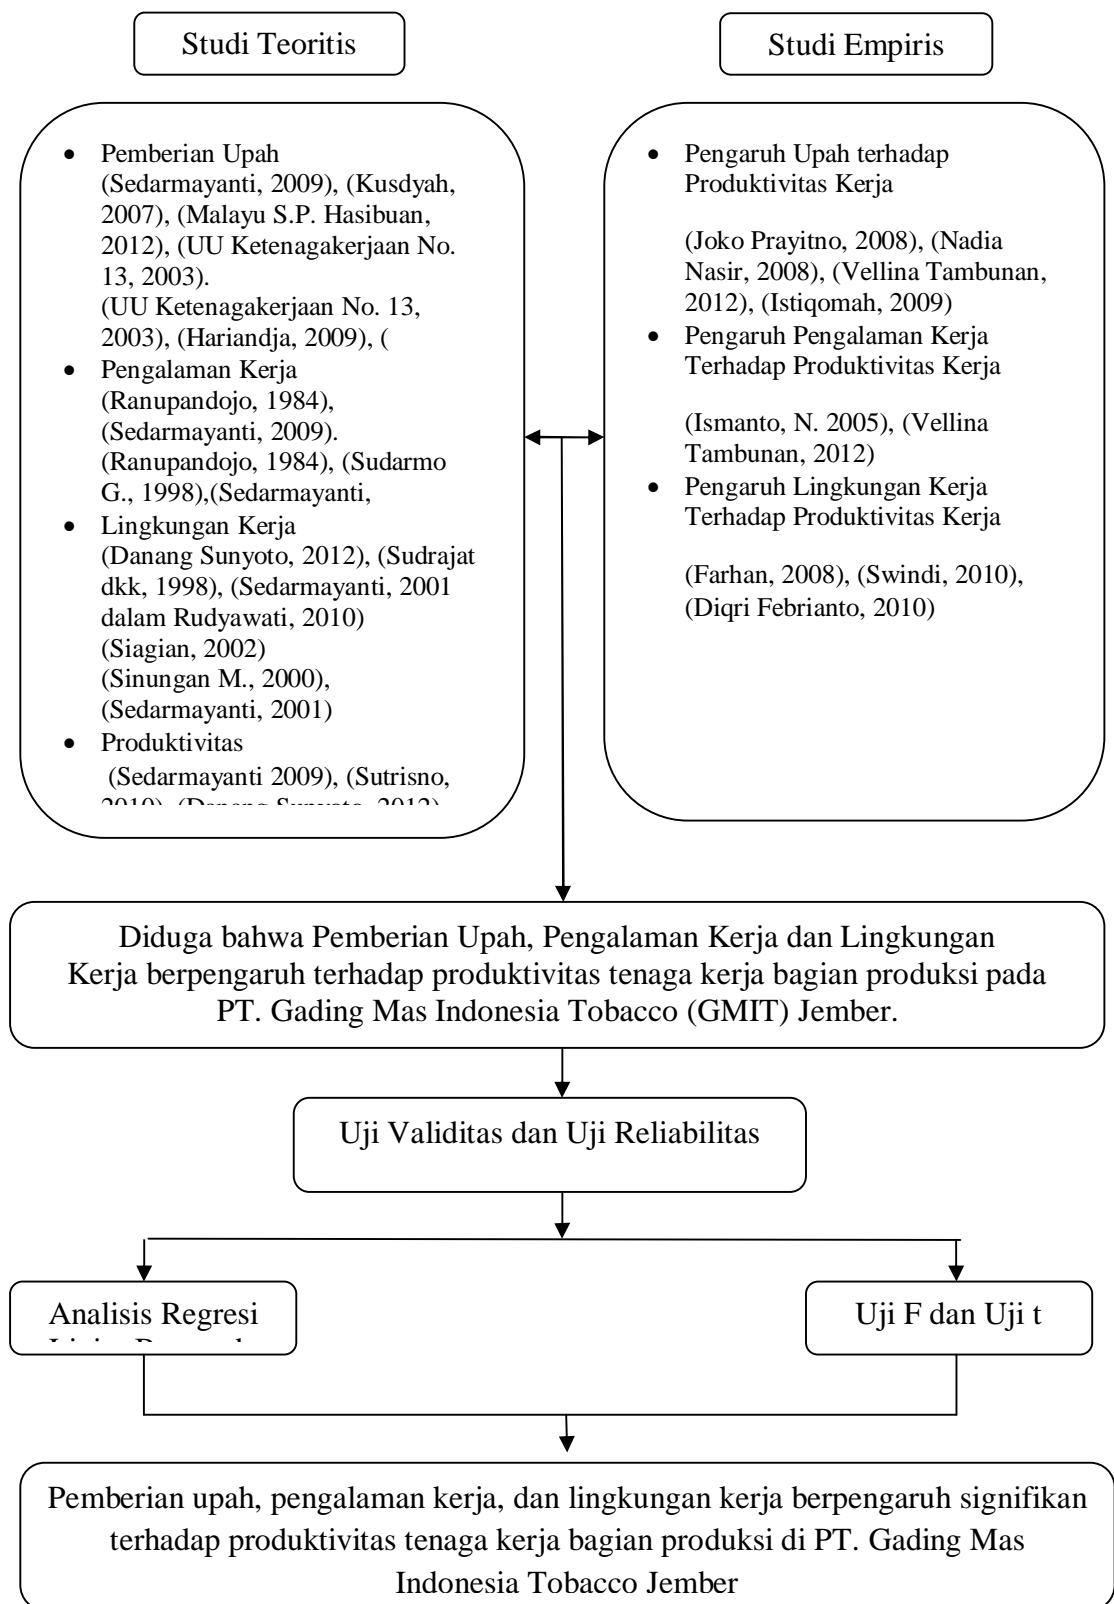 Studi Teoritis
Studi Empiris
• Pemberian Upah
(Sedarmayanti, 2009), (Kusdyah,
2007), (Malayu S.P. Hasibuan,
2012), (UU Ketenagakerjaan No.
13, 2003).
(UU Ketenagakerjaan No. 13,
2003), (Hariandja, 2009), (
• Pengalaman Kerja
(Ranupandojo, 1984),
(Sedarmayanti, 2009).
(Ranupandojo, 1984), (Sudarmo
G., 1998),(Sedarmayanti,
• Lingkungan Kerja
(Danang Sunyoto, 2012), (Sudrajat
dkk, 1998), (Sedarmayanti, 2001
dalam Rudyawati, 2010)
(Siagian, 2002)
(Sinungan M., 2000),
(Sedarmayanti, 2001)
• Produktivitas
(Sedarmayanti 2009), (Sutrisno,
2010), (Danang Sunyoto, 2012)
• Pengaruh Upah terhadap
Produktivitas Kerja
(Joko Prayitno, 2008), (Nadia
Nasir, 2008), (Vellina Tambunan,
2012), (Istiqomah, 2009)
• Pengaruh Pengalaman Kerja
Terhadap Produktivitas Kerja
(Ismanto, N. 2005), (Vellina
Tambunan, 2012)
• Pengaruh Lingkungan Kerja
Terhadap Produktivitas Kerja
(Farhan, 2008), (Swindi, 2010),
(Diqri Febrianto, 2010)
Diduga bahwa Pemberian Upah, Pengalaman Kerja dan Lingkungan
Kerja berpengaruh terhadap produktivitas tenaga kerja bagian produksi pada
PT. Gading Mas Indonesia Tobacco (GMIT) Jember.
Uji Validitas dan Uji Reliabilitas
Analisis Regresi
Uji F dan Uji t
Pemberian upah, pengalaman kerja, dan lingkungan kerja berpengaruh signifikan
terhadap produktivitas tenaga kerja bagian produksi di PT. Gading Mas
Indonesia Tobacco Jember